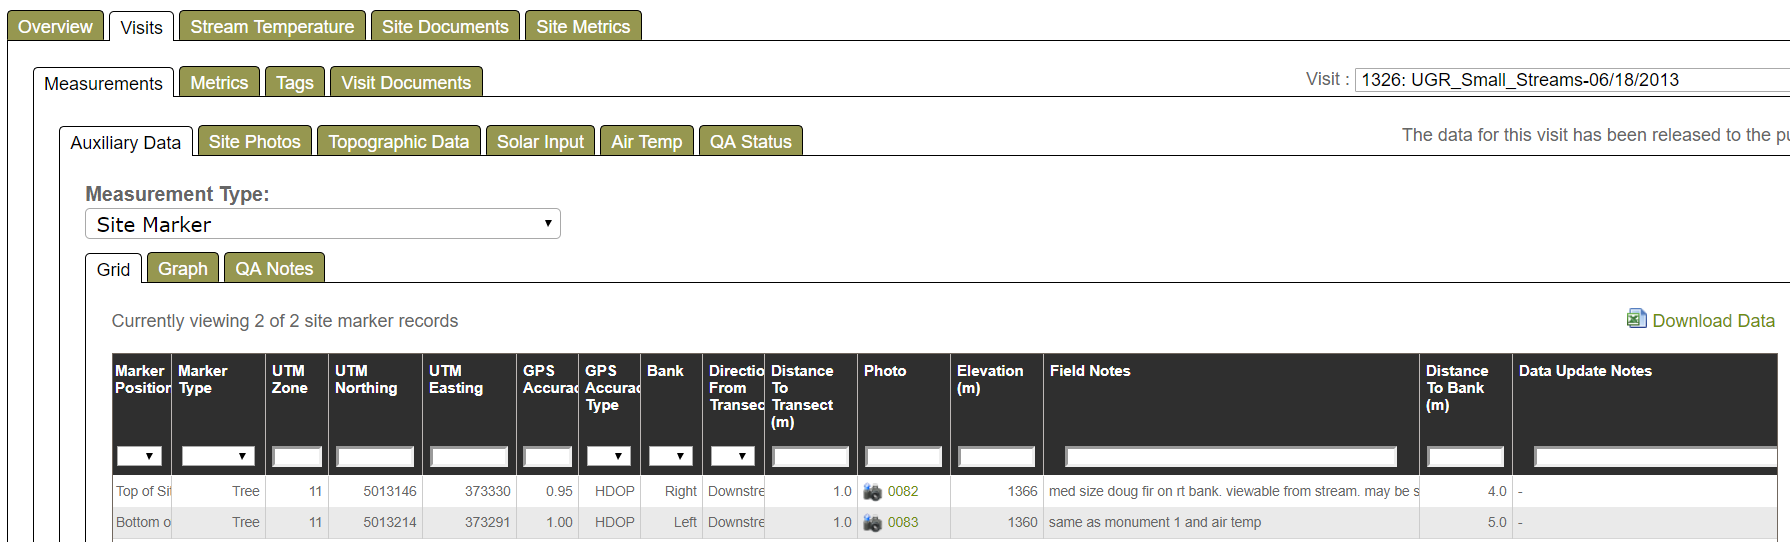 Overview Visits Stream Temperature Site Documents Site Metrics
Measurements Metrics Tags Visit Documents Visit : 1326: UGR_Small_Streams-06/18/2013
Auxiliary Data Site Photos Topographic Data Solar Input Air Temp QA Status The data for this visit has been released to the pu
Measurement Type:
Site Marker
Grid Graph QA Notes
Currently viewing 2 of 2 site marker records Download Data
Marker UTM UTM UTM GPS GPS Bank Directio Distance Photo Elevation Field Notes Distance Data Update Notes
Position Type Zone Northing Easting Accurac Accurac From To (m) To Bank
Type Transec Transect (m)
(m)
Top of Sit Tree 11 5013146 373330 0.95 HDOP Right Downstre 1.0 0082 1366 med size doug fir on rt bank. viewable from stream. may be s 4.0 -
Bottom o Tree 11 5013214 373291 1.00 HDOP Left Downstre 1.0 0083 1360 same as monument 1 and air temp 5.0 -